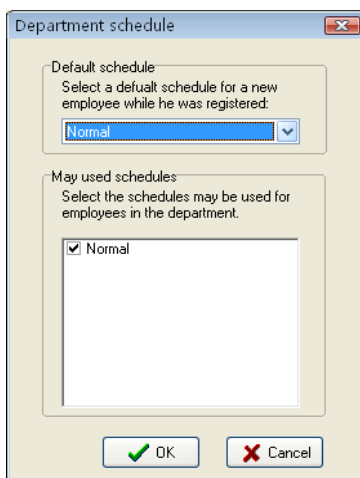 Department schedule
Default schedule
Select a defualt schedule for a new
employee while he was registered:
Normal
May used schedules
Select the schedules may be used for
employees in the department.
Normal
OK
Cancel